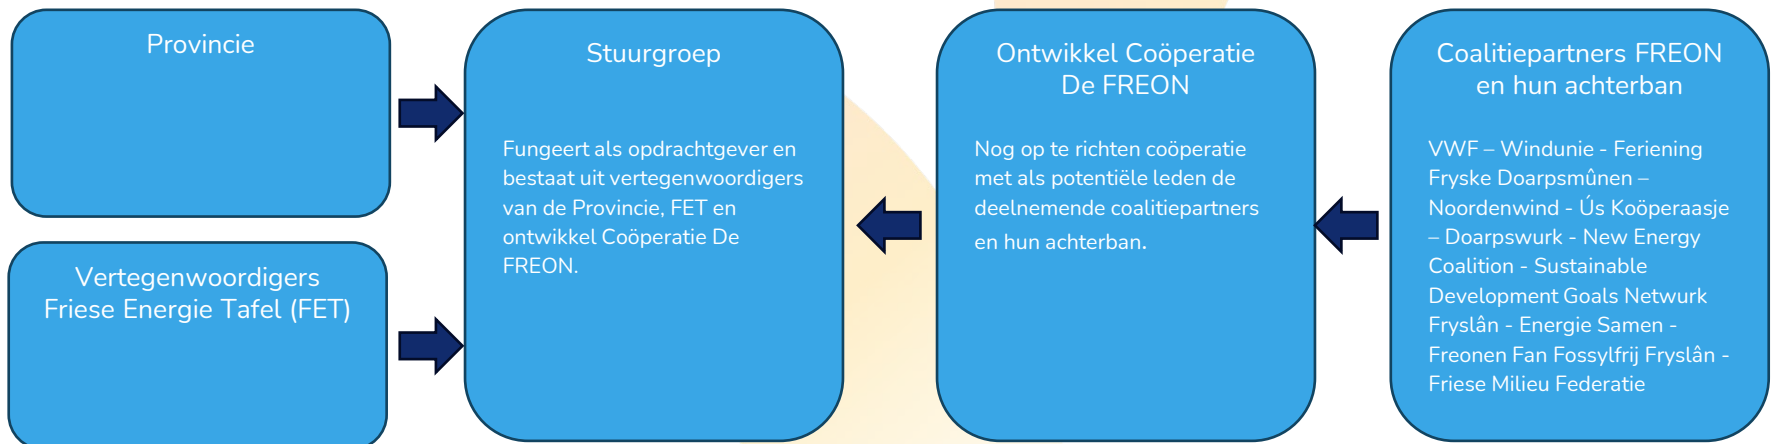 Provincie
Vertegenwoordigers
Friese Energie Tafel (FET)
Stuurgroep
Fungeert als opdrachtgever en
bestaat uit vertegenwoordigers
van de Provincie, FET en
ontwikkel Coöperatie De
FREON.
Ontwikkel Coöperatie
De FREON
Nog op te richten coöperatie
met als potentiële leden de
deelnemende coalitiepartners
en hun achterban.
Coalitiepartners FREON
en hun achterban
VWF – Windunie - Feriening
Fryske Doarpsmûnen –
Noordenwind - Ús Koöperaasje
– Doarpswurk - New Energy
Coalition - Sustainable
Development Goals Netwurk
Fryslân - Energie Samen -
Freonen Fan Fossylfrij Fryslân -
Friese Milieu Federatie